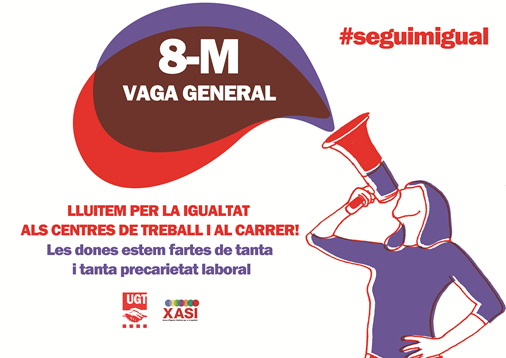 #seguimigual
8-M
VAGA GENERAL
LLUITEM PER LA IGUALTAT
ALS CENTRES DE TREBALL I AL CARRER!
Les dones estem fartes de tanta
i tanta precarietat laboral
UGT
XASI